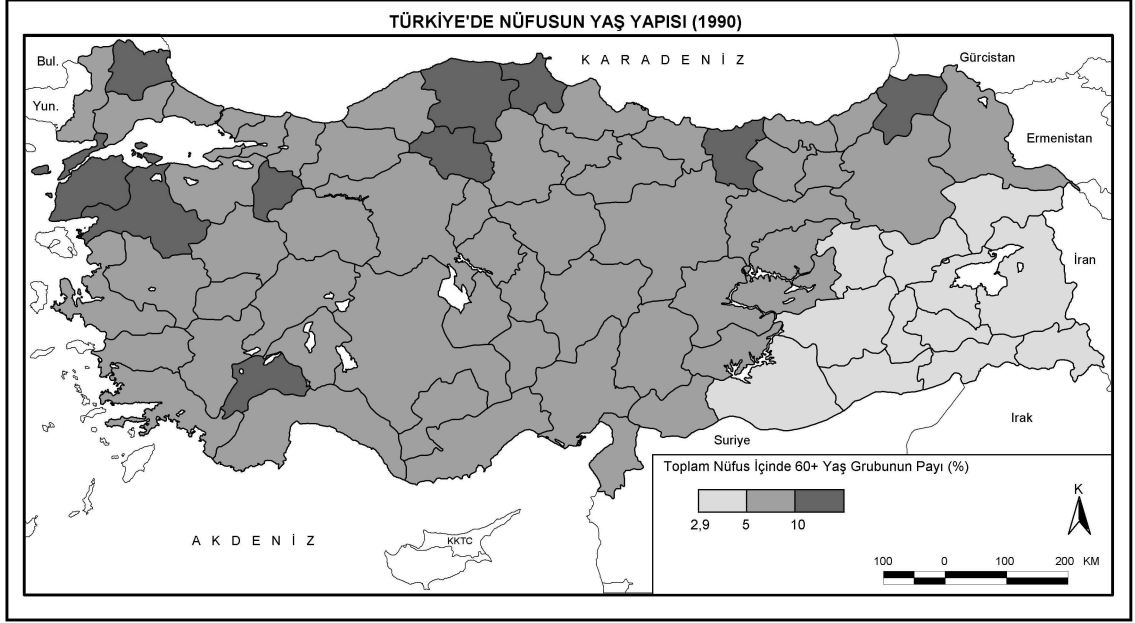 TÜRKİYE'DE NÜFUSUN YAŞ YAPISI (1990)
Bul.
K A R A D E N İ Z
Gürcistan
Yun.
Ermenistan
İran
Irak
Suriye
Toplam Nüfus İçinde 60+ Yaş Grubunun Payı (%)
2,9 5 10
K
A K D E N İ Z
KKTC
100 0 100 200 KM